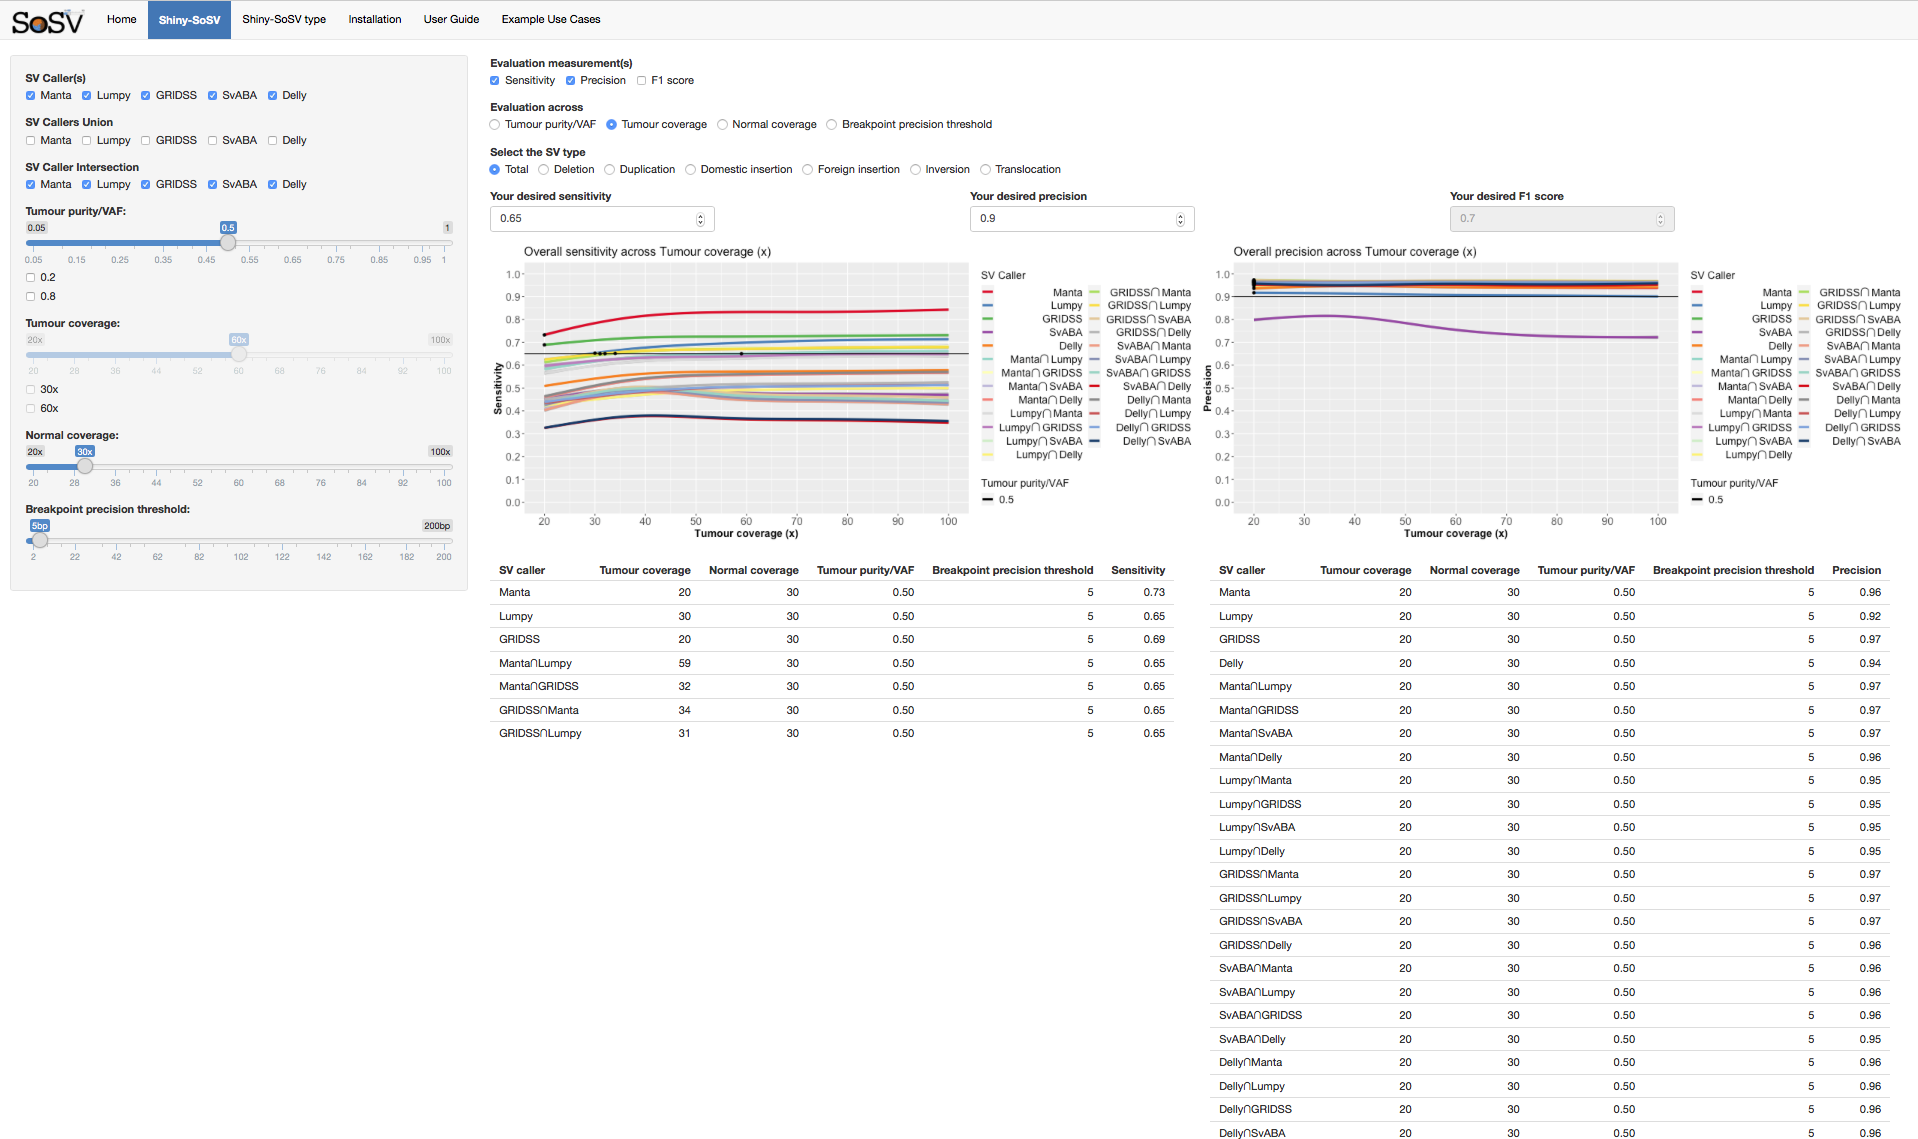 SoSV Home Shiny-SoSV Shiny-SoSV type Installation User Guide Example Use Cases
SV Caller(s)
Manta Lumpy GRIDSS SvABA Delly
SV Callers Union
Manta Lumpy GRIDSS SvABA Delly
SV Caller Intersection
Manta Lumpy GRIDSS SvABA Delly
Tumour purity/VAF:
0.05 0.5 1
0.05 0.15 0.25 0.35 0.45 0.55 0.65 0.75 0.85 0.95 1
0.2
0.8
Tumour coverage:
20x 60x 100x
20 28 36 44 52 60 68 76 84 92 100
30x
60x
Normal coverage:
20x 30x 100x
20 28 36 44 52 60 68 76 84 92 100
Breakpoint precision threshold:
5bp 200bp
2 22 42 62 82 102 122 142 162 182 200
Evaluation measurement(s)
Sensitivity Precision F1 score
Evaluation across
Tumour purity/VAF Tumour coverage Normal coverage Breakpoint precision threshold
Select the SV type
Total Deletion Duplication Domestic insertion Foreign insertion Inversion Translocation
Your desired sensitivity Your desired precision Your desired F1 score
0.65 0.9 0.7
Overall sensitivity across Tumour coverage (x)
1.0
0.9
0.8
0.7
0.6
0.5
0.4
0.3
0.2
0.1
0.0
Sensitivity
20 30 40 50 60 70 80 90 100
Tumour coverage (x)
SV Caller
Manta GRIDSS⋂Manta
Lumpy GRIDSS⋂Lumpy
GRIDSS GRIDSS⋂SvABA
SvABA GRIDSS⋂Delly
Delly SvABA⋂Manta
Manta⋂Lumpy SvABA⋂Lumpy
Manta⋂GRIDSS SvABA⋂GRIDSS
Manta⋂SvABA SvABA⋂Delly
Manta⋂Delly Delly⋂Manta
Lumpy⋂Manta Delly⋂Lumpy
Lumpy⋂GRIDSS Delly⋂GRIDSS
Lumpy⋂SvABA Delly⋂SvABA
Lumpy⋂Delly
Tumour purity/VAF
0.5
Overall precision across Tumour coverage (x)
1.0
0.9
0.8
0.7
0.6
0.5
0.4
0.3
0.2
0.1
0.0
Precision
20 30 40 50 60 70 80 90 100
Tumour coverage (x)
SV Caller
Manta GRIDSS⋂Manta
Lumpy GRIDSS⋂Lumpy
GRIDSS GRIDSS⋂SvABA
SvABA GRIDSS⋂Delly
Delly SvABA⋂Manta
Manta⋂Lumpy SvABA⋂Lumpy
Manta⋂GRIDSS SvABA⋂GRIDSS
Manta⋂SvABA SvABA⋂Delly
Manta⋂Delly Delly⋂Manta
Lumpy⋂Manta Delly⋂Lumpy
Lumpy⋂GRIDSS Delly⋂GRIDSS
Lumpy⋂SvABA Delly⋂SvABA
Lumpy⋂Delly
Tumour purity/VAF
0.5
SV caller Tumour coverage Normal coverage Tumour purity/VAF Breakpoint precision threshold Sensitivity
Manta 20 30 0.50 5 0.73
Lumpy 30 30 0.50 5 0.65
GRIDSS 20 30 0.50 5 0.69
Manta⋂Lumpy 59 30 0.50 5 0.65
Manta⋂GRIDSS 32 30 0.50 5 0.65
GRIDSS⋂Manta 34 30 0.50 5 0.65
GRIDSS⋂Lumpy 31 30 0.50 5 0.65
SV caller Tumour coverage Normal coverage Tumour purity/VAF Breakpoint precision threshold Precision
Manta 20 30 0.50 5 0.96
Lumpy 20 30 0.50 5 0.92
GRIDSS 20 30 0.50 5 0.97
Delly 20 30 0.50 5 0.94
Manta⋂Lumpy 20 30 0.50 5 0.97
Manta⋂GRIDSS 20 30 0.50 5 0.97
Manta⋂SvABA 20 30 0.50 5 0.97
Manta⋂Delly 20 30 0.50 5 0.96
Lumpy⋂Manta 20 30 0.50 5 0.95
Lumpy⋂GRIDSS 20 30 0.50 5 0.95
Lumpy⋂SvABA 20 30 0.50 5 0.95
Lumpy⋂Delly 20 30 0.50 5 0.95
GRIDSS⋂Manta 20 30 0.50 5 0.97
GRIDSS⋂Lumpy 20 30 0.50 5 0.97
GRIDSS⋂SvABA 20 30 0.50 5 0.97
GRIDSS⋂Delly 20 30 0.50 5 0.96
SvABA⋂Manta 20 30 0.50 5 0.96
SvABA⋂Lumpy 20 30 0.50 5 0.96
SvABA⋂GRIDSS 20 30 0.50 5 0.96
SvABA⋂Delly 20 30 0.50 5 0.95
Delly⋂Manta 20 30 0.50 5 0.96
Delly⋂Lumpy 20 30 0.50 5 0.96
Delly⋂GRIDSS 20 30 0.50 5 0.96
Delly⋂SvABA 20 30 0.50 5 0.96